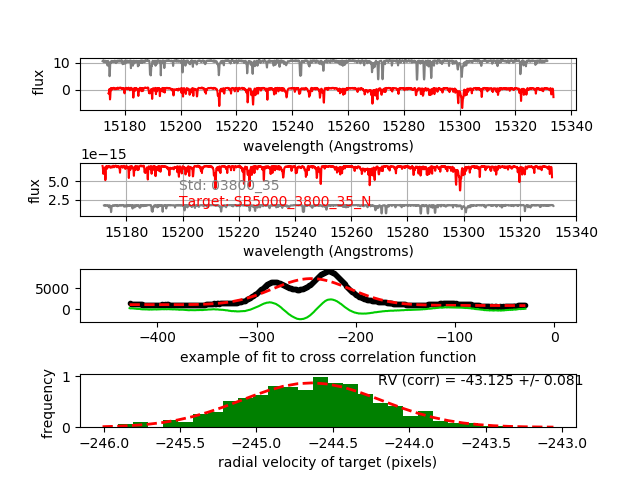 10
0
flux
15180 15200 15220 15240 15260 15280 15300 15320 15340
wavelength (Angstroms)
1e−15
5.0
2.5
flux
Std: 03800_35
Target: SB5000_3800_35_N
15180 15200 15220 15240 15260 15280 15300 15320 15340
wavelength (Angstroms)
5000
0
−400 −300 −200 −100 0
example of fit to cross correlation function
1
0
frequency
RV (corr) = -43.125 +/- 0.081
−246.0 −245.5 −245.0 −244.5 −244.0 −243.5 −243.0
radial velocity of target (pixels)